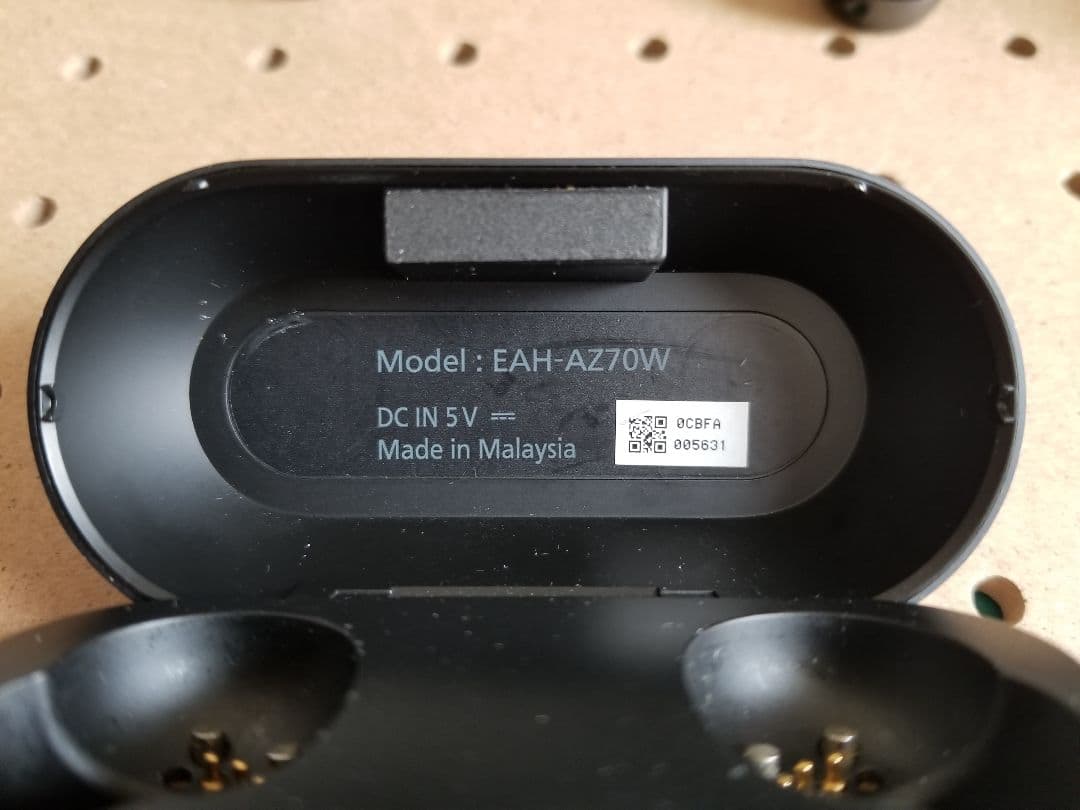 Model : EAH-AZ70W
DC IN 5V ⎓
Made in Malaysia
0CBFA
005631